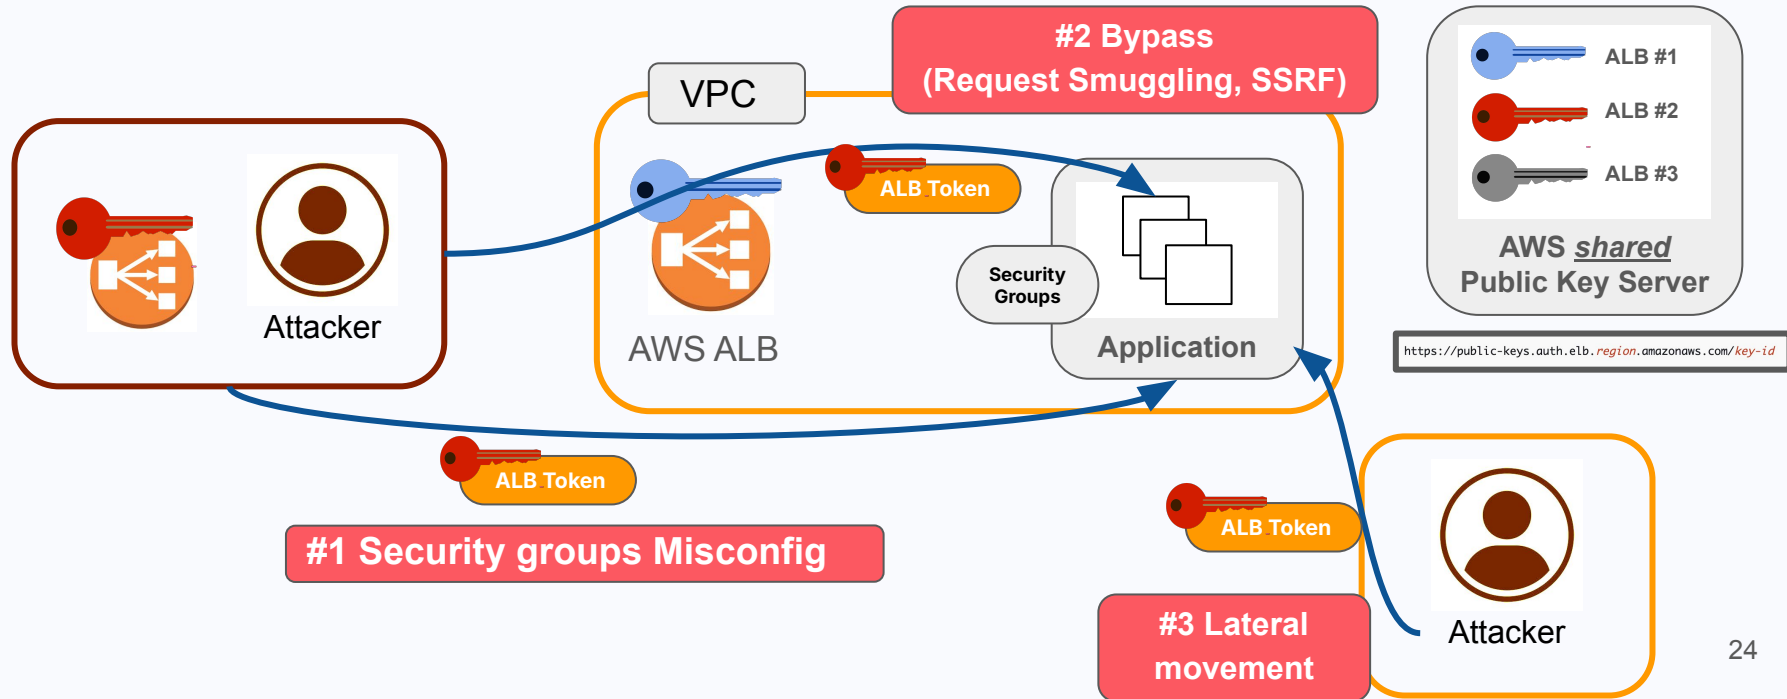 #2 Bypass
(Request Smuggling, SSRF)
VPC
ALB #1
ALB #2
ALB #3
AWS shared
Public Key Server
https://public-keys.auth.elb.region.amazonaws.com/key-id
Attacker
ALB Token
AWS ALB
Security
Groups
Application
ALB Token
#1 Security groups Misconfig
ALB Token
#3 Lateral
movement
Attacker
24